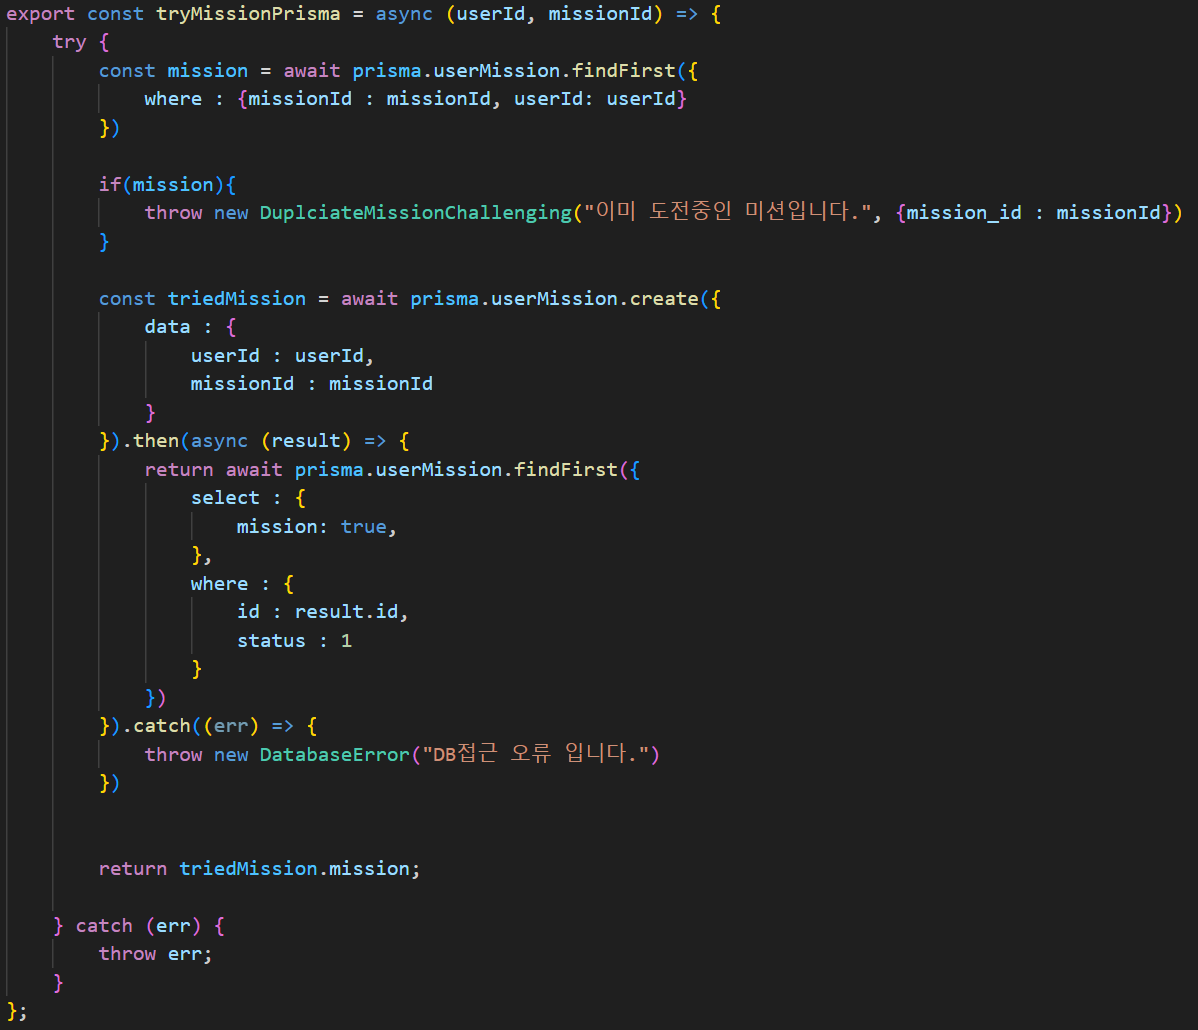 export const tryMissionPrisma = async (userId, missionId) => {
    try {
        const mission = await prisma.userMission.findFirst({
            where : {missionId : missionId, userId: userId}
        })
        if(mission){
            throw new DuplciateMissionChallenging("이미 도전중인 미션입니다.", {mission_id : missionId})
        }
        const triedMission = await prisma.userMission.create({
            data : {
                userId : userId,
                missionId : missionId
            }
        }).then(async (result) => {
            return await prisma.userMission.findFirst({
                select : {
                    mission: true,
                },
                where : {
                    id : result.id,
                    status : 1
                }
            })
        }).catch((err) => {
            throw new DatabaseError("DB접근 오류 입니다.")
        })
        return triedMission.mission;
    } catch (err) {
        throw err;
    }
};